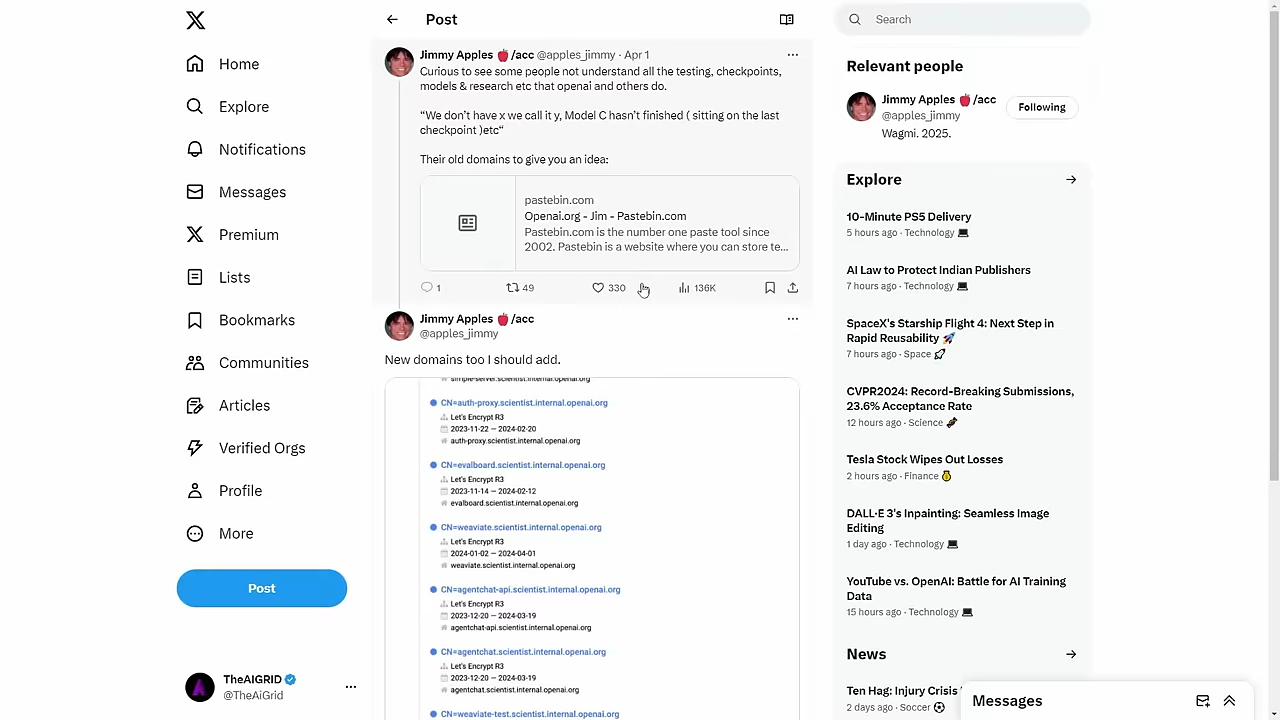 Home
Explore
Notifications
Messages
Premium
Lists
Bookmarks
Communities
Articles
Verified Orgs
Profile
More
Post
TheAIGRID
@TheAiGrid
Post
Jimmy Apples 🍎/acc @apples_jimmy · Apr 1
Curious to see some people not understand all the testing, checkpoints,
models & research etc that openai and others do.
“We don’t have x we call it y, Model C hasn’t finished ( sitting on the last
checkpoint )etc“
Their old domains to give you an idea:
pastebin.com
Openai.org - Jim - Pastebin.com
Pastebin.com is the number one paste tool since
2002. Pastebin is a website where you can store te...
1 49 330 136K
Jimmy Apples 🍎/acc
@apples_jimmy
New domains too I should add.
simple-server.scientist.internal.openai.org
CN=auth-proxy.scientist.internal.openai.org
Let's Encrypt R3
2023-11-22 — 2024-02-20
auth-proxy.scientist.internal.openai.org
CN=evalboard.scientist.internal.openai.org
Let's Encrypt R3
2023-11-14 — 2024-02-12
evalboard.scientist.internal.openai.org
CN=weaviate.scientist.internal.openai.org
Let's Encrypt R3
2024-01-02 — 2024-04-01
weaviate.scientist.internal.openai.org
CN=agentchat-api.scientist.internal.openai.org
Let's Encrypt R3
2023-12-20 — 2024-03-19
agentchat-api.scientist.internal.openai.org
CN=agentchat.scientist.internal.openai.org
Let's Encrypt R3
2023-12-20 — 2024-03-19
agentchat.scientist.internal.openai.org
CN=weaviate-test.scientist.internal.openai.org
Search
Relevant people
Jimmy Apples 🍎/acc
@apples_jimmy
Following
Wagmi. 2025.
Explore
10-Minute PS5 Delivery
5 hours ago · Technology 💻
AI Law to Protect Indian Publishers
7 hours ago · Technology 💻
SpaceX's Starship Flight 4: Next Step in
Rapid Reusability 🚀
7 hours ago · Space 🚀
CVPR2024: Record-Breaking Submissions,
23.6% Acceptance Rate
12 hours ago · Science
Tesla Stock Wipes Out Losses
2 hours ago · Finance 💰
DALL·E 3's Inpainting: Seamless Image
Editing
1 day ago · Technology 💻
YouTube vs. OpenAI: Battle for AI Training
Data
15 hours ago · Technology 💻
News
Ten Hag: Injury Crisis
2 days ago · Soccer ⚽
Messages